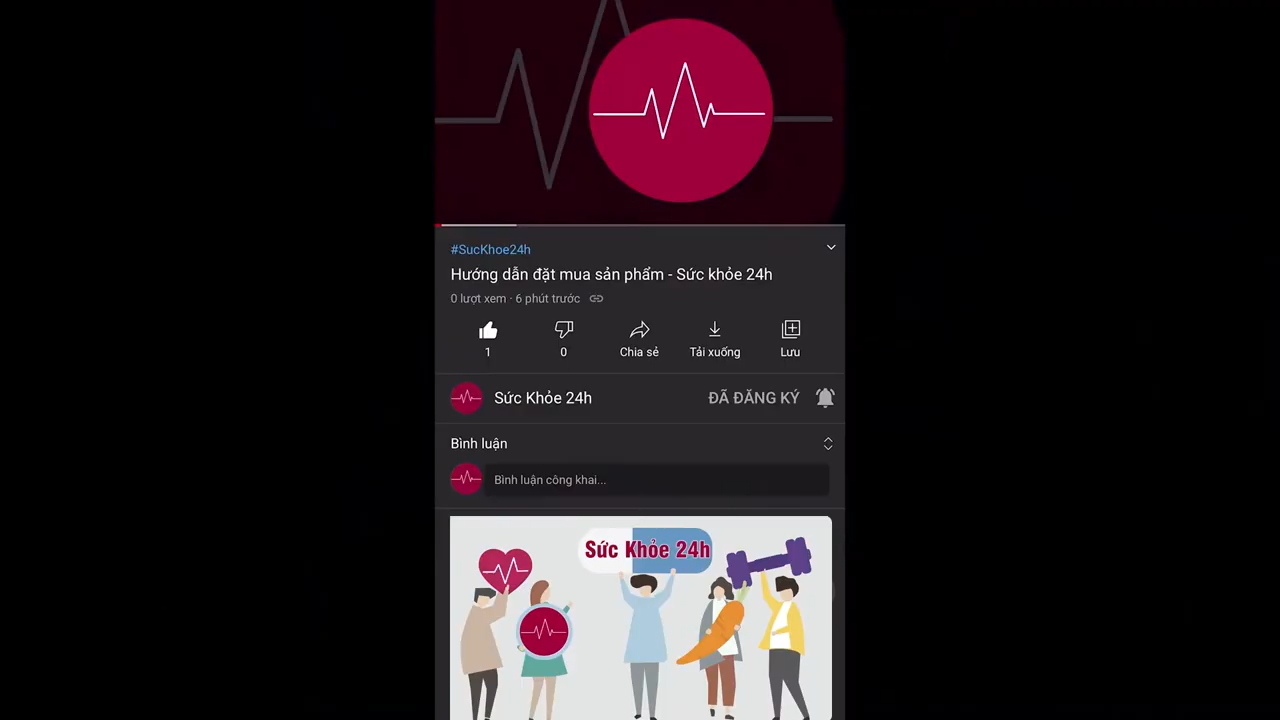 #SucKhoe24h
Hướng dẫn đặt mua sản phẩm - Sức khỏe 24h
0 lượt xem · 6 phút trước
1
0
Chia sẻ
Tải xuống
Lưu
Sức Khỏe 24h
ĐÃ ĐĂNG KÝ
Bình luận
Bình luận công khai...
Sức Khỏe 24h